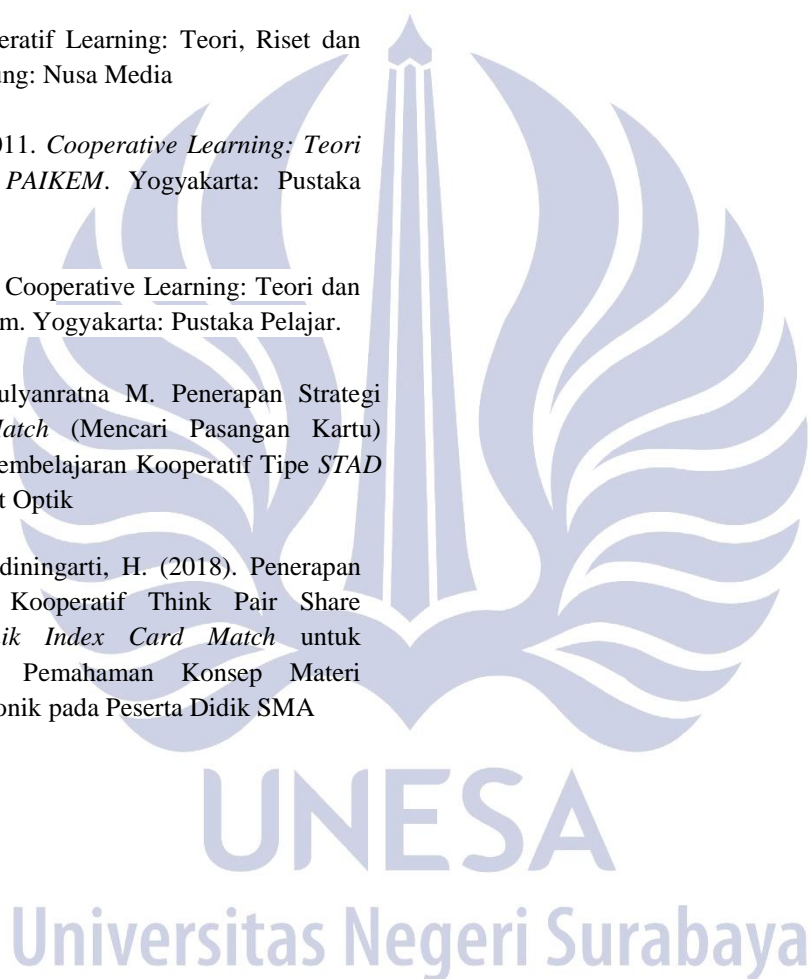 eratif Learning: Teori, Riset dan
ung: Nusa Media
011. Cooperative Learning: Teori
PAIKEM. Yogyakarta: Pustaka
Cooperative Learning: Teori dan
m. Yogyakarta: Pustaka Pelajar.
ulyanratna M. Penerapan Strategi
Match (Mencari Pasangan Kartu)
embelajaran Kooperatif Tipe STAD
t Optik
diningarti, H. (2018). Penerapan
Kooperatif Think Pair Share
ik Index Card Match untuk
Pemahaman Konsep Materi
onik pada Peserta Didik SMA
UNESA
Universitas Negeri Surabaya